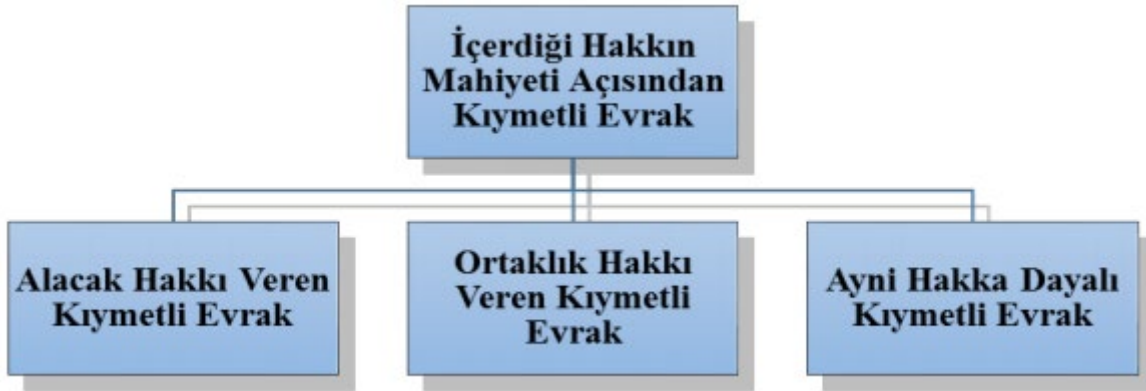 İçerdiği Hakkın
Mahiyeti Açısından
Kıymetli Evrak
Alacak Hakkı Veren
Kıymetli Evrak
Ortaklık Hakkı
Veren Kıymetli
Evrak
Ayni Hakka Dayalı
Kıymetli Evrak